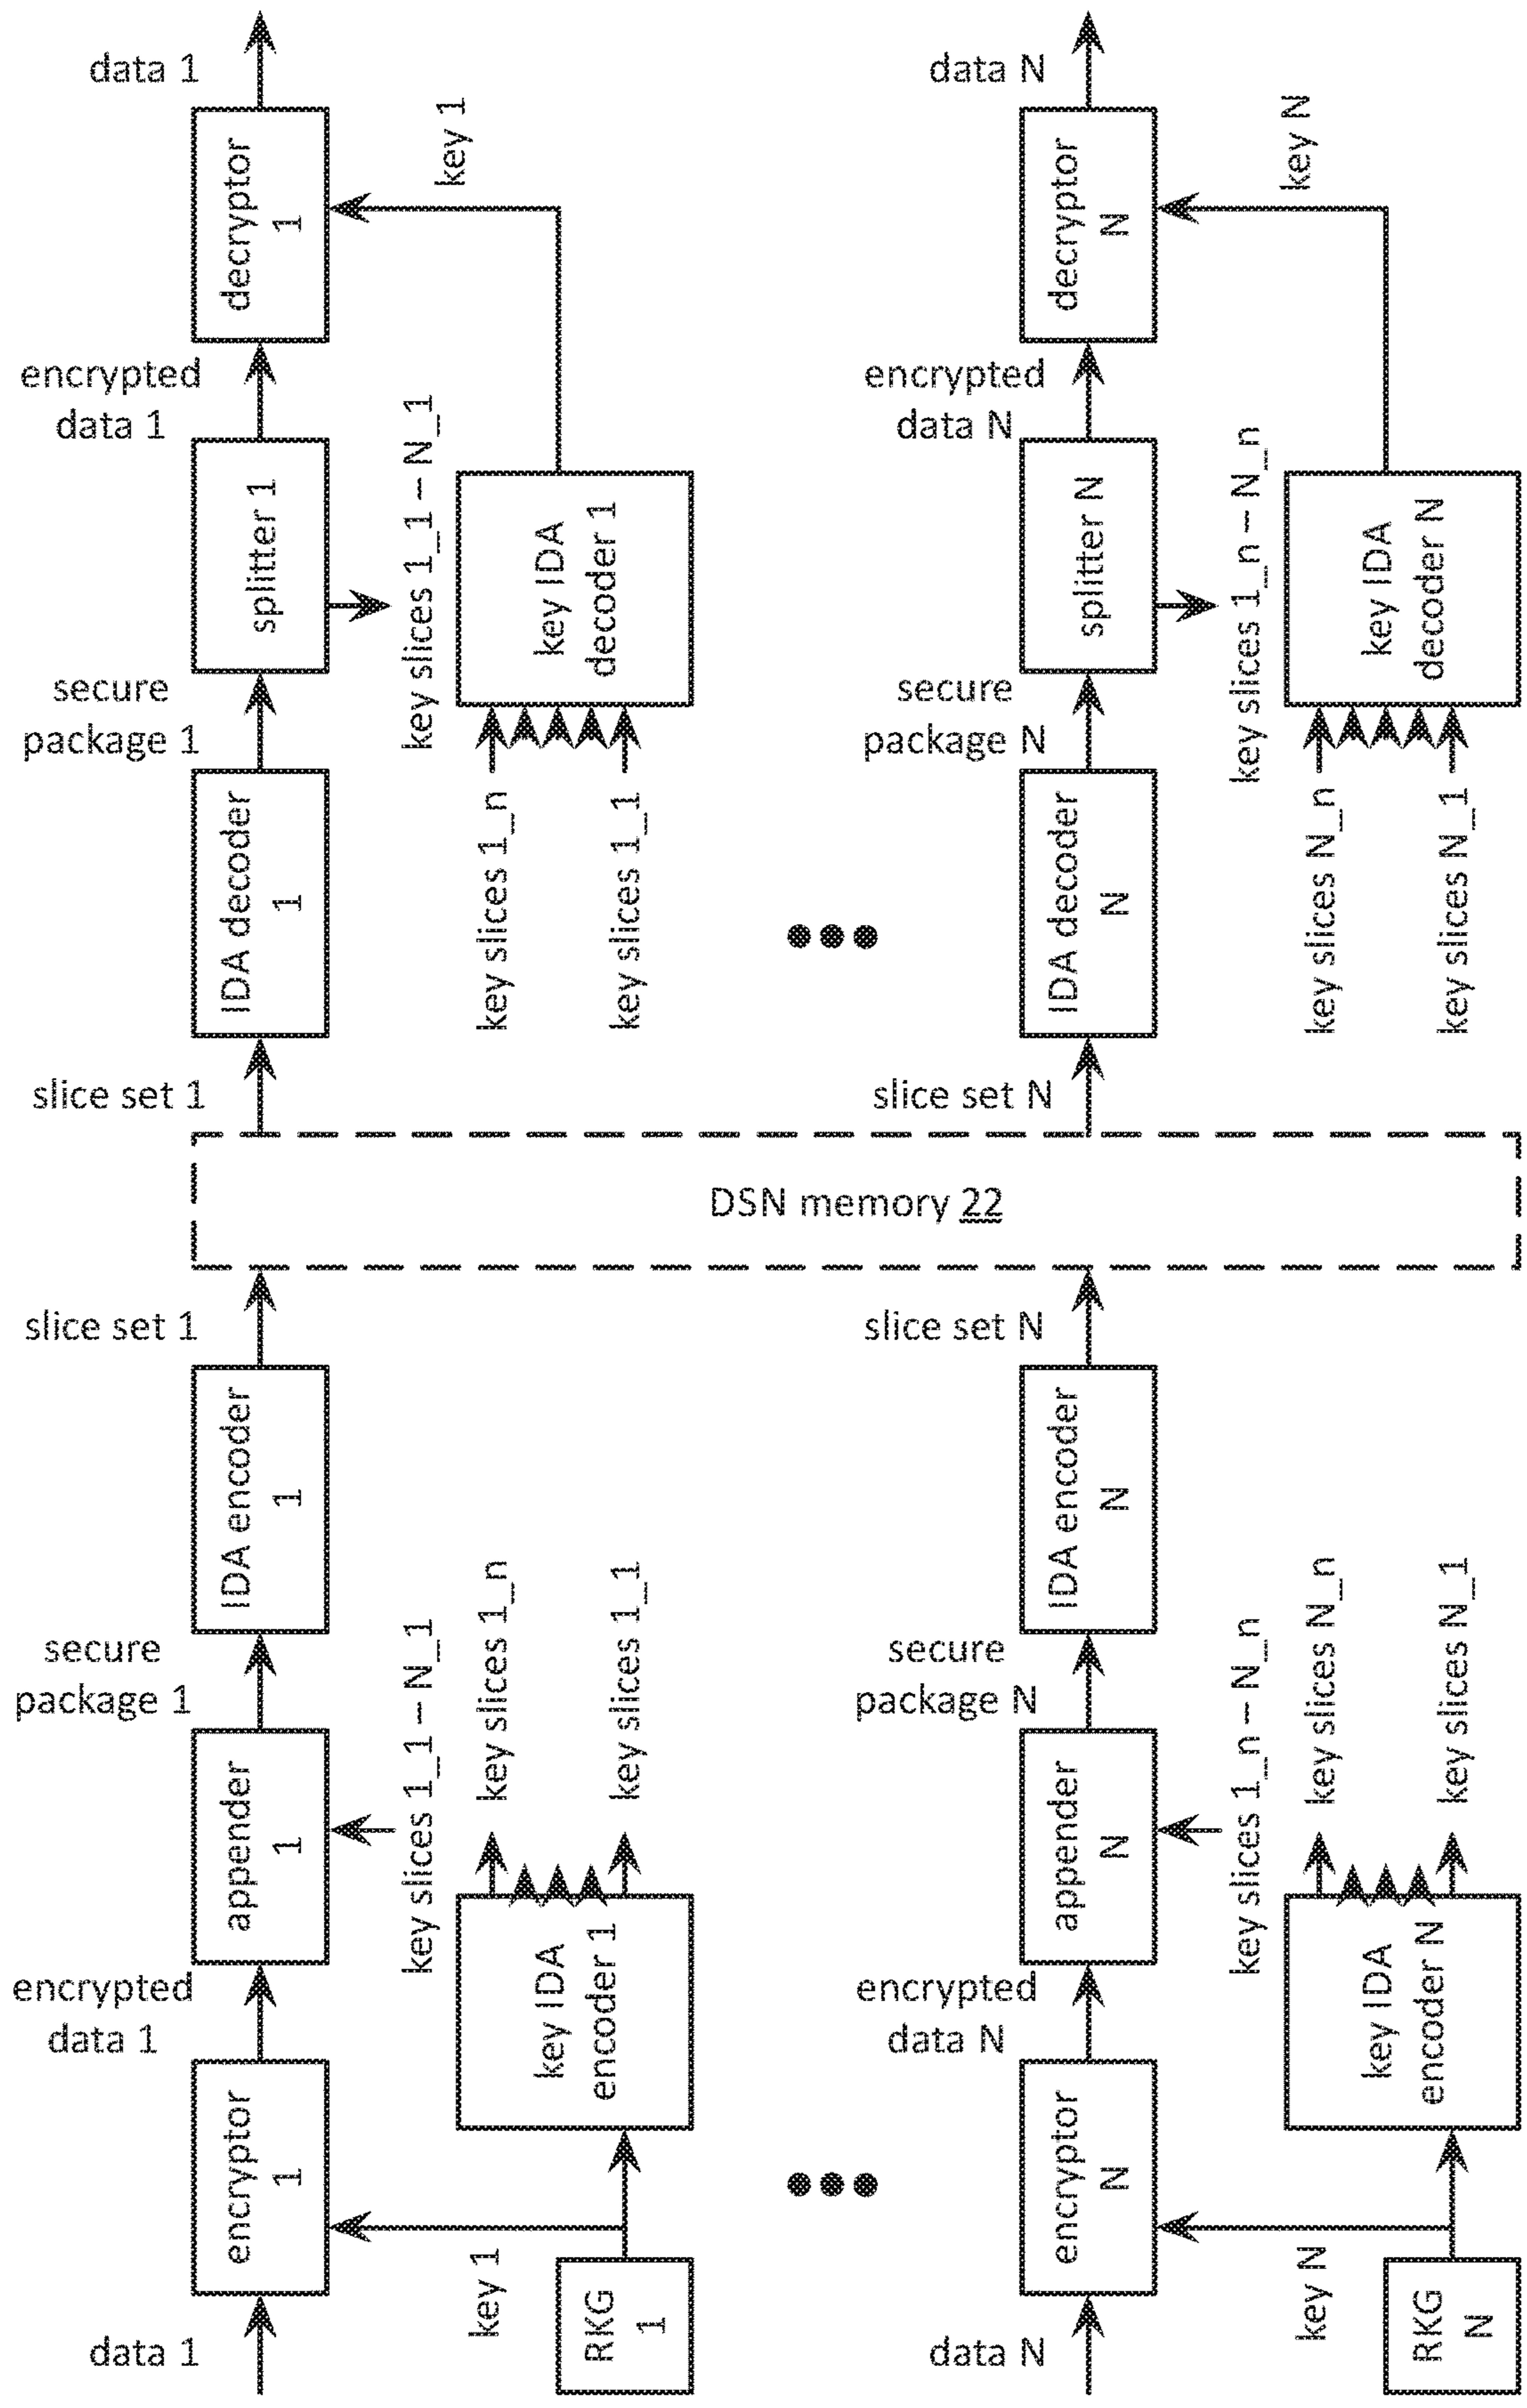 data 1
decryptor
1
key 1
encrypted
data 1
splitter 1
key slices 1_1 – N_1
key IDA
decoder 1
secure
package 1
IDA decoder
1
key slices 1_n
key slices 1_1
slice set 1
data N
decryptor
N
key N
encrypted
data N
splitter N
key slices 1_n – N_n
key IDA
decoder N
secure
package N
IDA decoder
N
key slices N_n
key slices N_1
slice set N
DSN memory 22
slice set 1
IDA encoder
1
secure
package 1
appender
1
key slices 1_1 – N_1
key slices 1_n
key slices 1_1
key IDA
encoder 1
encrypted
data 1
encryptor
1
key 1
RKG
1
data 1
slice set N
IDA encoder
N
secure
package N
appender
N
key slices 1_n – N_n
key slices N_n
key slices N_1
key IDA
encoder N
encrypted
data N
encryptor
N
key N
RKG
N
data N